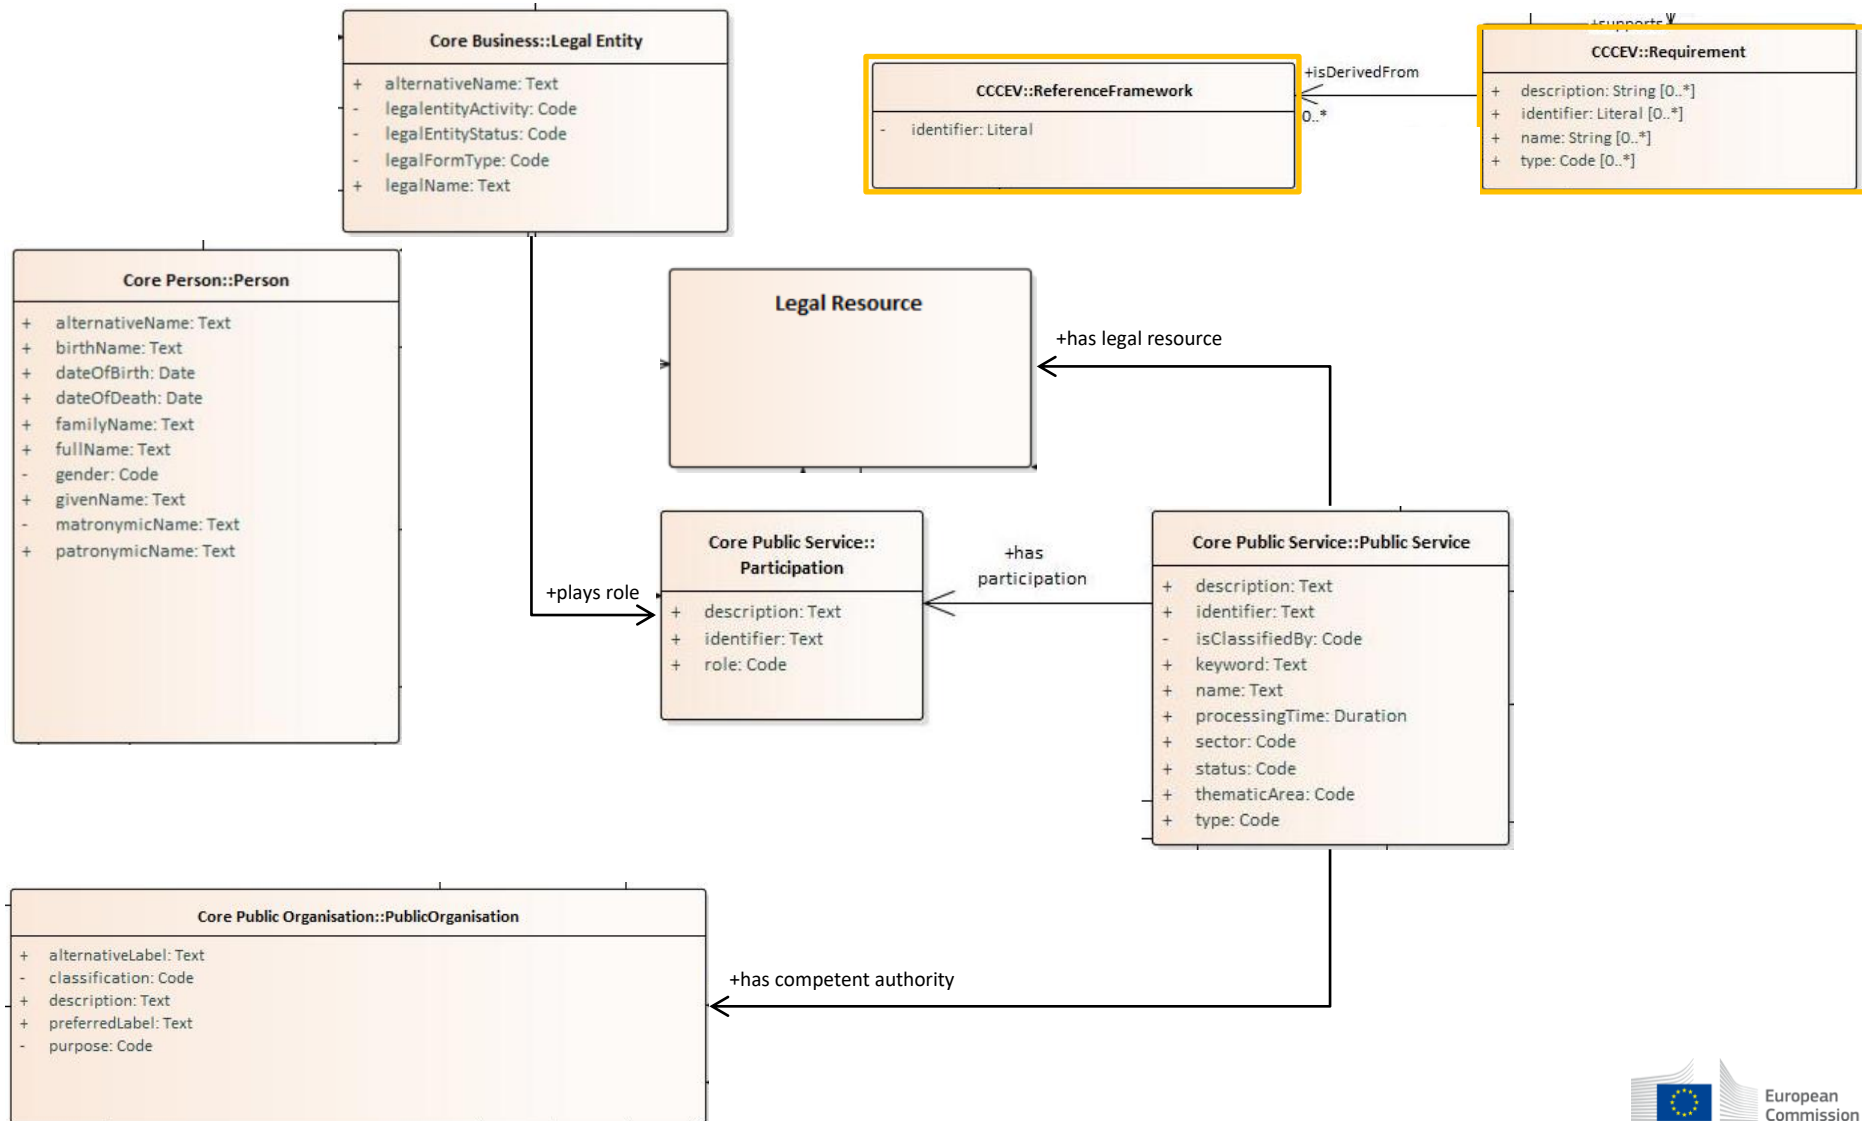 Core Business::Legal Entity
+ alternativeName: Text
- legalentityActivity: Code
- legalEntityStatus: Code
- legalFormType: Code
+ legalName: Text
CCCEV::ReferenceFramework
- identifier: Literal
+isDerivedFrom
0..*
+supports
CCCEV::Requirement
+ description: String [0..*]
+ identifier: Literal [0..*]
+ name: String [0..*]
+ type: Code [0..*]
Core Person::Person
+ alternativeName: Text
+ birthName: Text
+ dateOfBirth: Date
+ dateOfDeath: Date
+ familyName: Text
+ fullName: Text
- gender: Code
+ givenName: Text
- matronymicName: Text
+ patronymicName: Text
Legal Resource
+has legal resource
+plays role
Core Public Service::
Participation
+ description: Text
+ identifier: Text
+ role: Code
+has
participation
Core Public Service::Public Service
+ description: Text
+ identifier: Text
- isClassifiedBy: Code
+ keyword: Text
+ name: Text
+ processingTime: Duration
+ sector: Code
+ status: Code
+ thematicArea: Code
+ type: Code
Core Public Organisation::PublicOrganisation
+ alternativeLabel: Text
- classification: Code
+ description: Text
+ preferredLabel: Text
- purpose: Code
+has competent authority
European
Commission